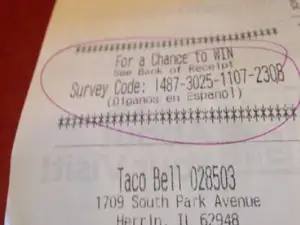 ************************
For a Chance to WIN
See Back of Receipt
Survey Code: 1487-3025-1107-2308
(Díganos en Español)
************************
Taco Bell 028503
1709 South Park Avenue
Herrin, IL 62948